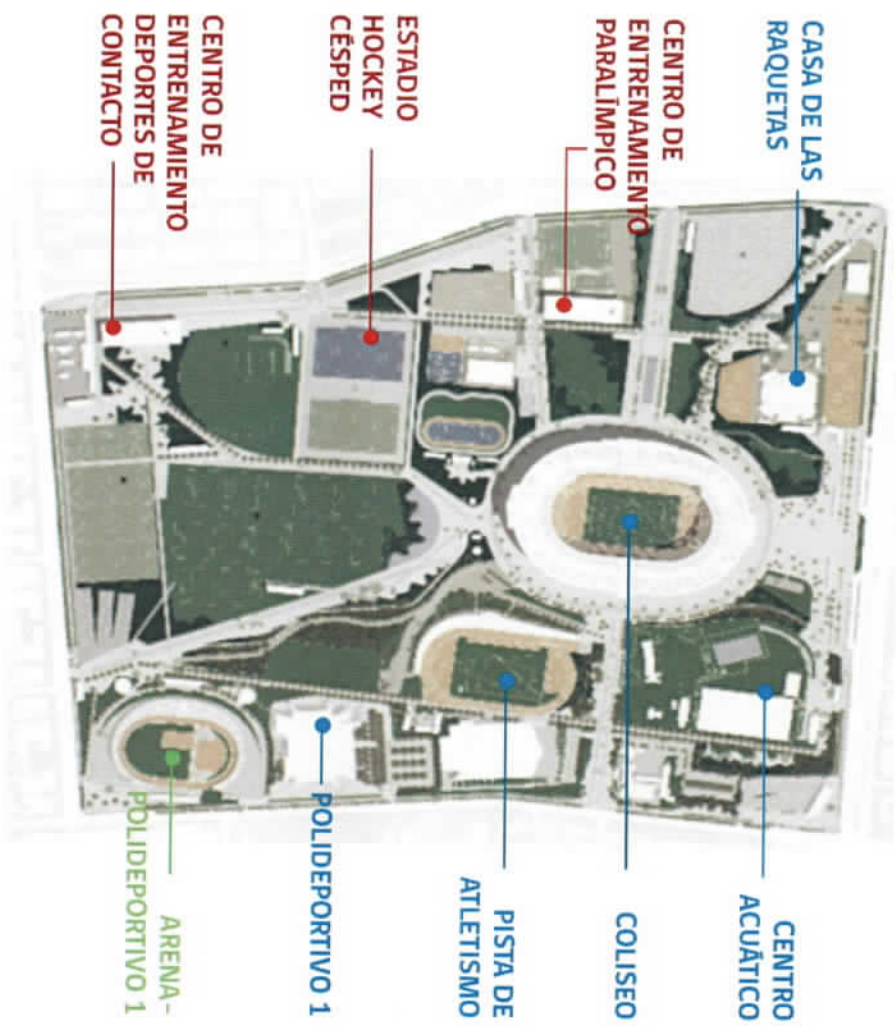 CENTRO DE
ENTRENAMIENTO
DEPORTES DE
CONTACTO
ESTADIO
HOCKEY
CÉSPED
CENTRO DE
ENTRENAMIENTO
PARALÍMPICO
CASA DE LAS
RAQUETAS
ARENA-
POLIDEPORTIVO 1
POLIDEPORTIVO 1
PISTA DE
ATLETISMO
COLISEO
CENTRO
ACUÁTICO